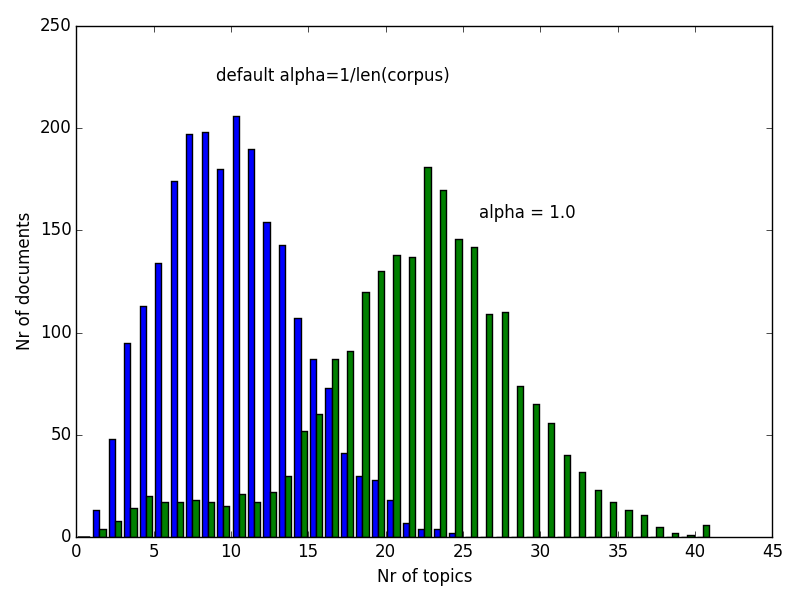 250
default alpha=1/len(corpus)
200
alpha = 1.0
150
Nr of documents
100
50
0
0 5 10 15 20 25 30 35 40 45
Nr of topics